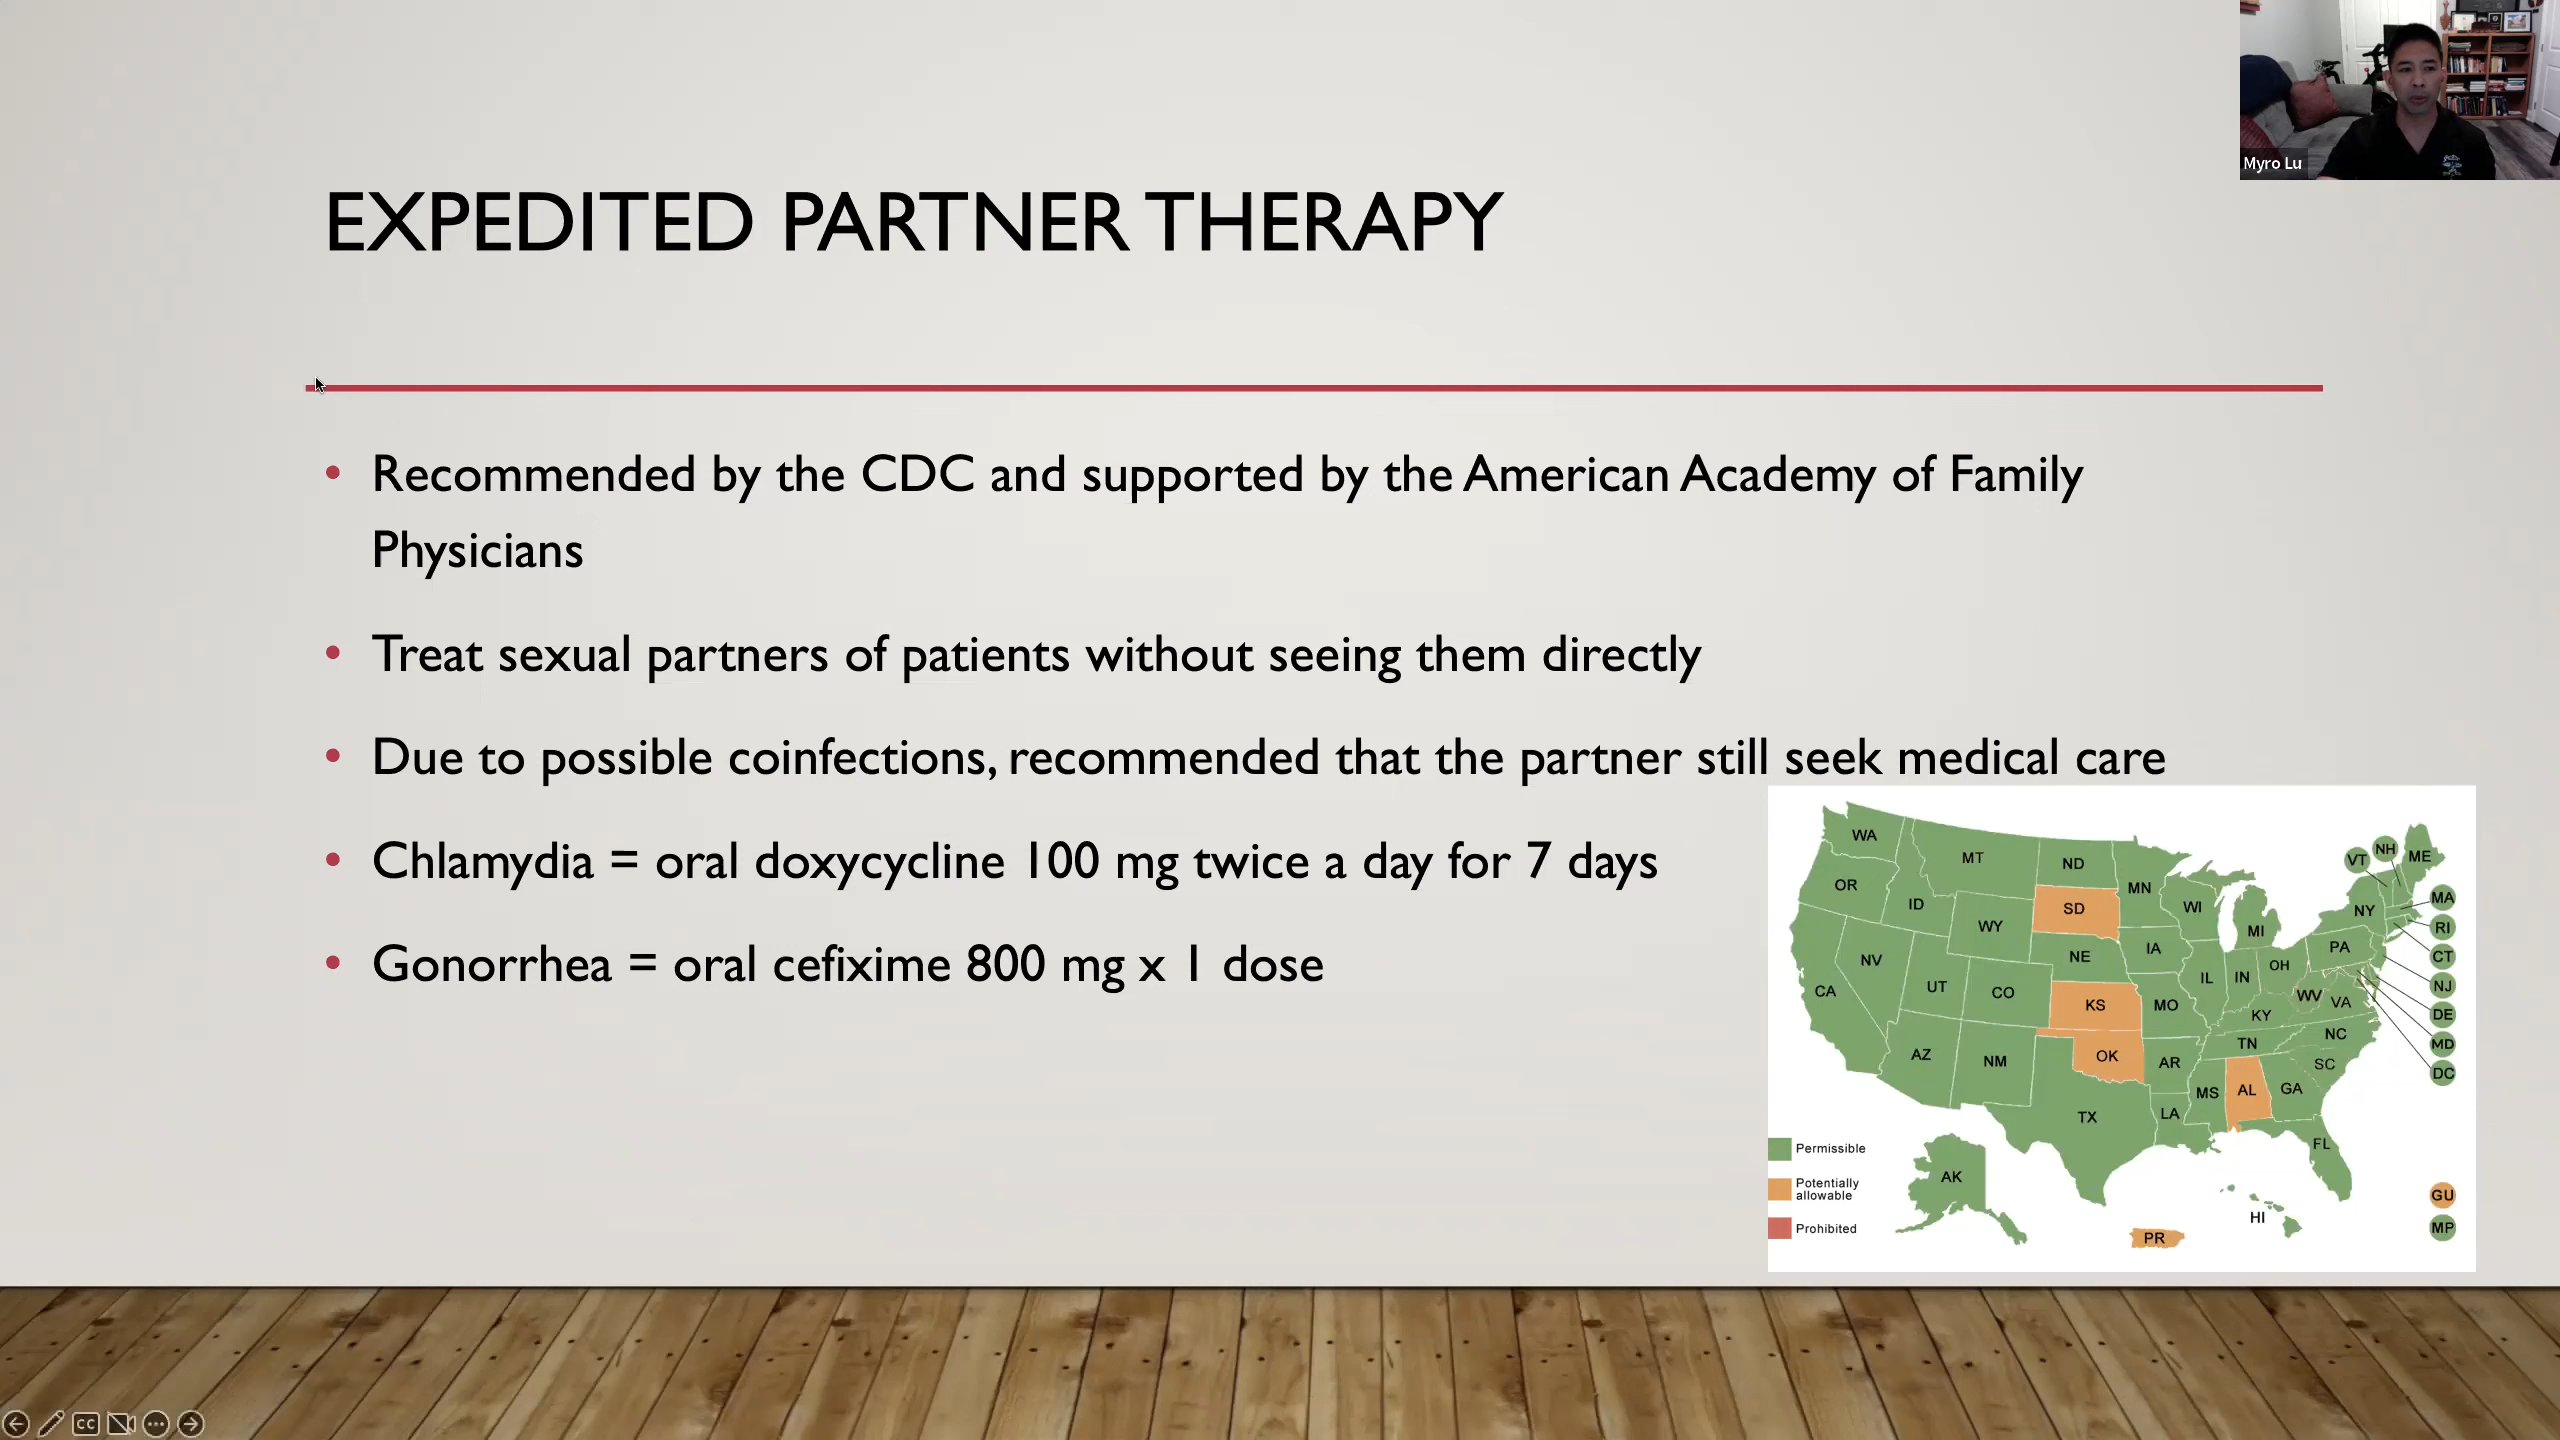 Myro Lu
EXPEDITED PARTNER THERAPY
• Recommended by the CDC and supported by the American Academy of Family
Physicians
• Treat sexual partners of patients without seeing them directly
• Due to possible coinfections, recommended that the partner still seek medical care
• Chlamydia = oral doxycycline 100 mg twice a day for 7 days
• Gonorrhea = oral cefixime 800 mg x 1 dose
WA
MT
ND
MN
OR
ID
WY
SD
WI
MI
NY
VT
NH
ME
MA
RI
CT
NJ
DE
MD
DC
NV
CA
UT
CO
NE
IA
IL
IN
OH
PA
WV
VA
KS
MO
KY
NC
TN
SC
AZ
NM
OK
AR
MS
AL
GA
TX
LA
FL
AK
HI
PR
GU
MP
Permissible
Potentially
allowable
Prohibited
CC